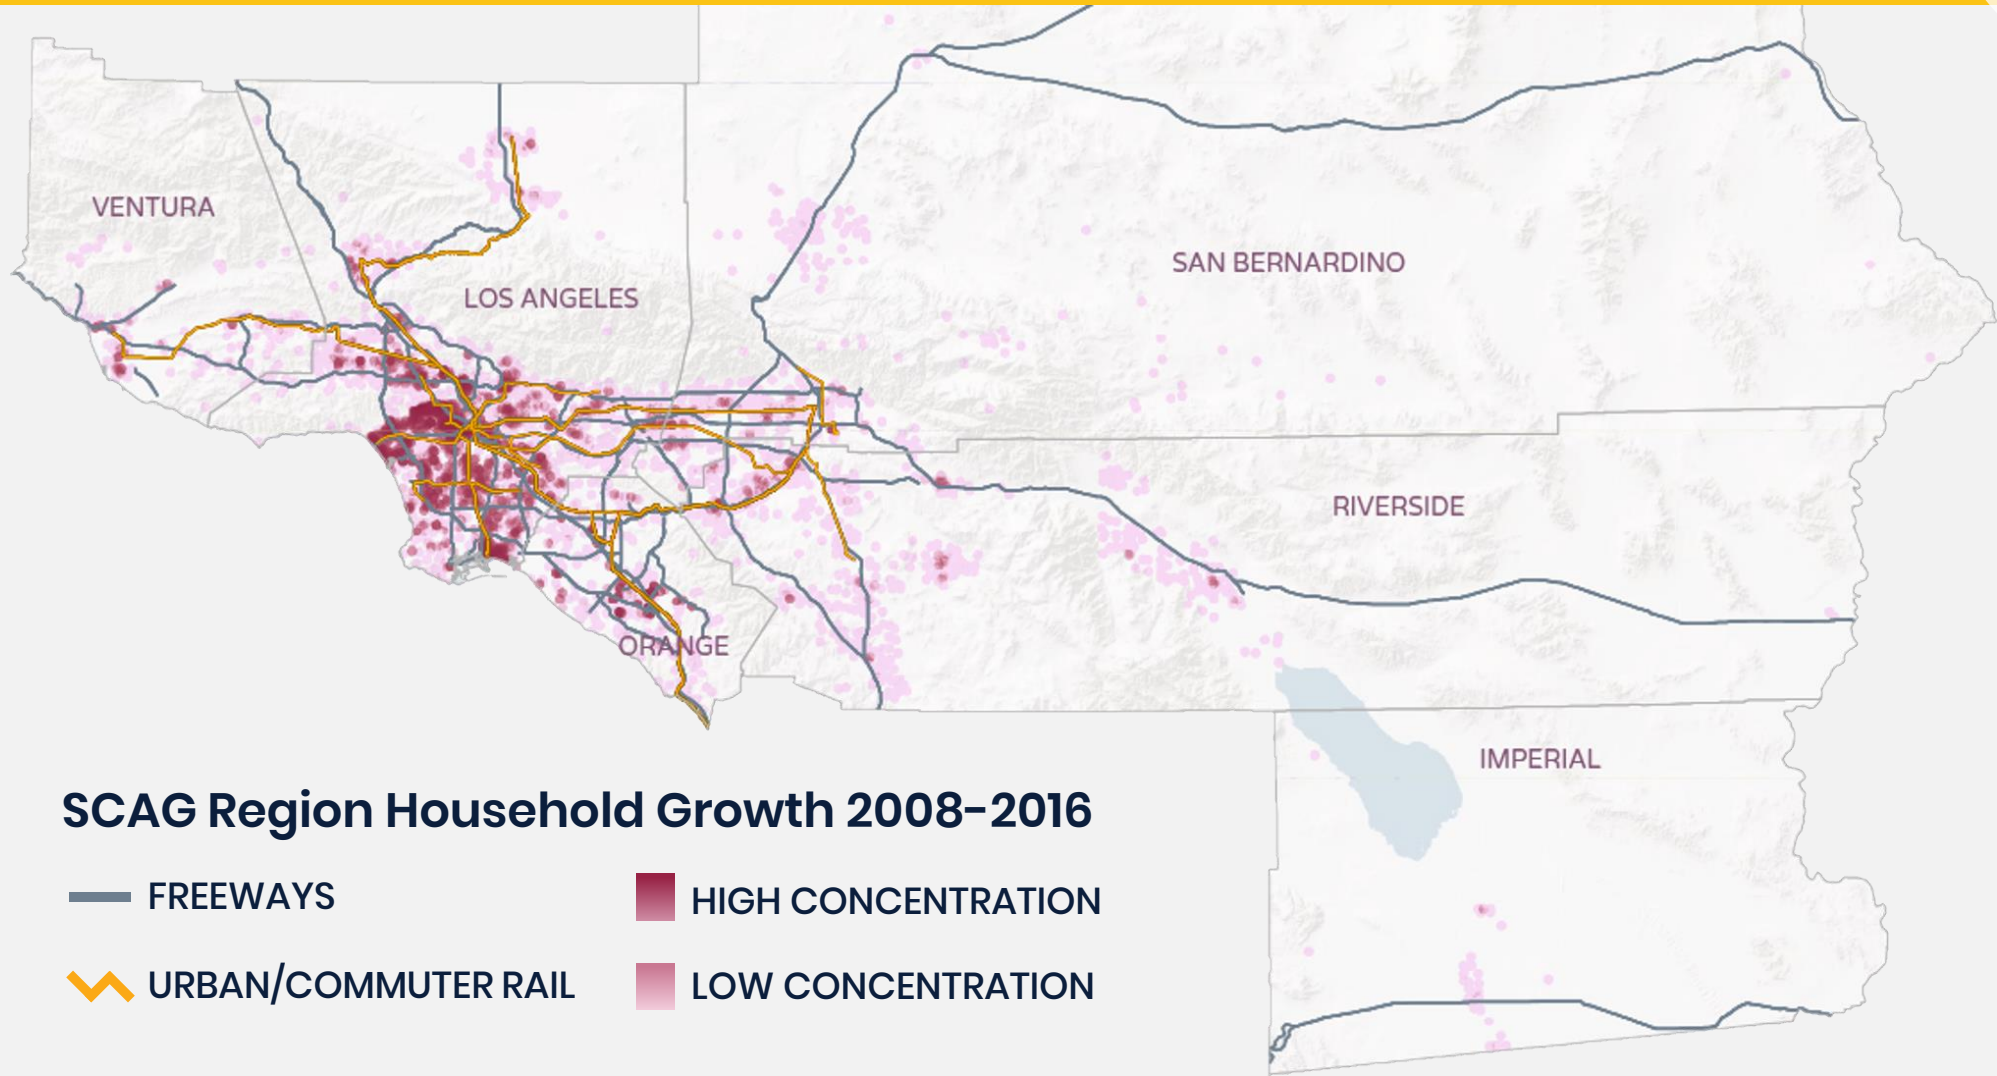 VENTURA
LOS ANGELES
SAN BERNARDINO
RIVERSIDE
ORANGE
IMPERIAL
SCAG Region Household Growth 2008-2016
FREEWAYS
HIGH CONCENTRATION
URBAN/COMMUTER RAIL
LOW CONCENTRATION